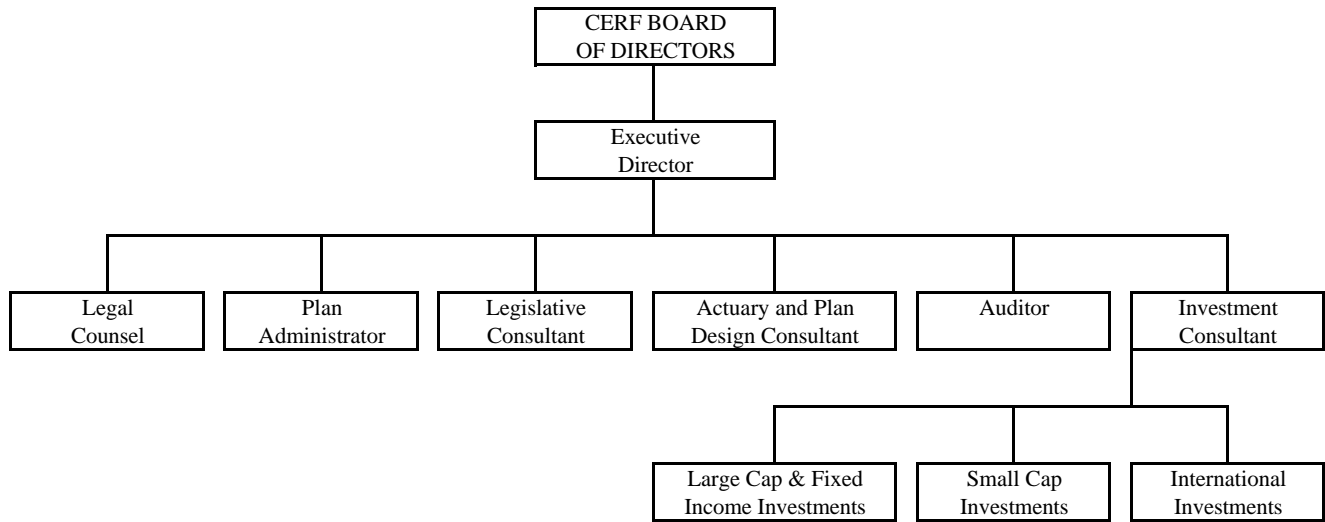 CERF BOARD
OF DIRECTORS
Executive
Director
Legal
Counsel
Plan
Administrator
Legislative
Consultant
Actuary and Plan
Design Consultant
Auditor
Investment
Consultant
Large Cap & Fixed
Income Investments
Small Cap
Investments
International
Investments